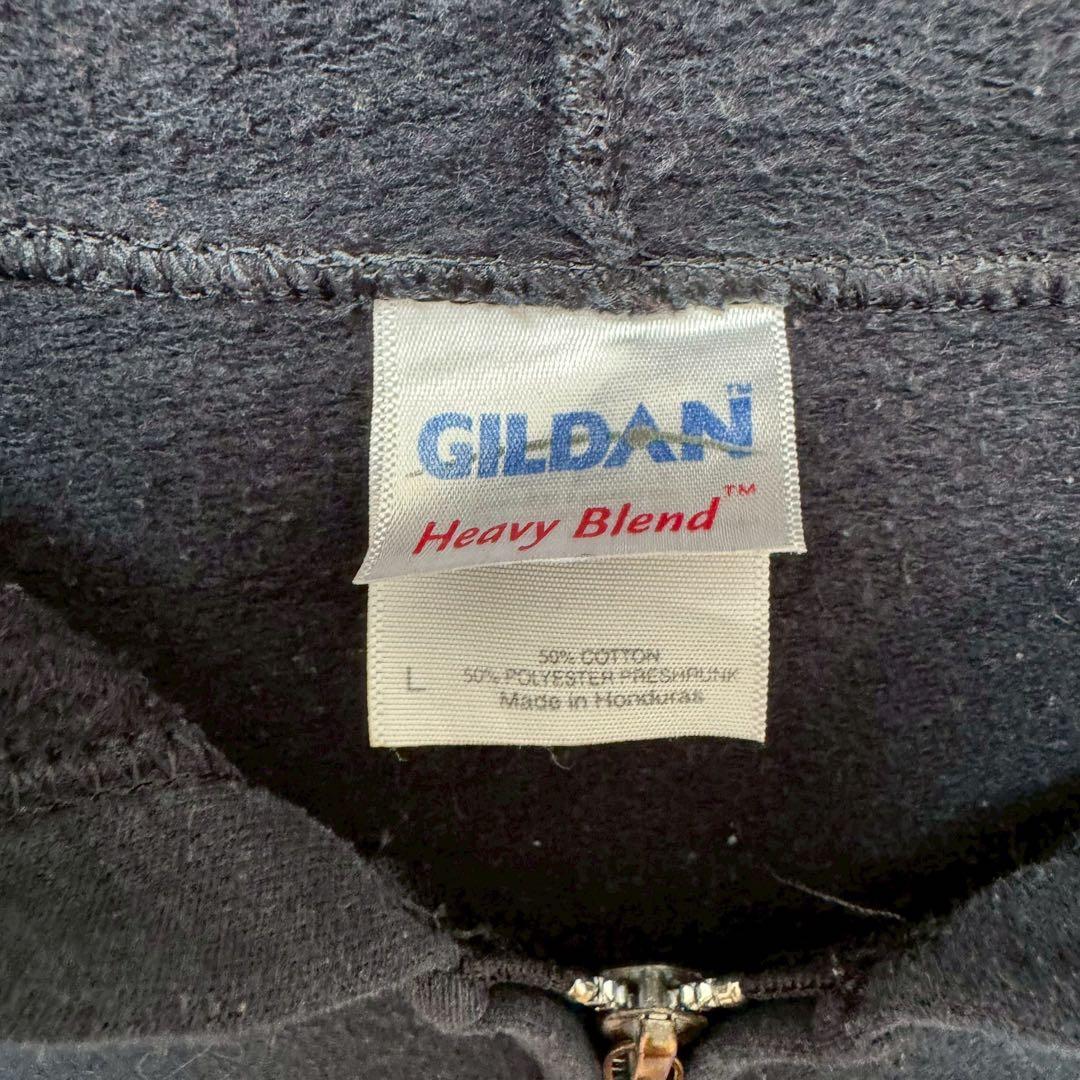 GILDAN™
Heavy Blend™
50% COTTON
L 50% POLYESTER PRESHRUNK
Made in Honduras